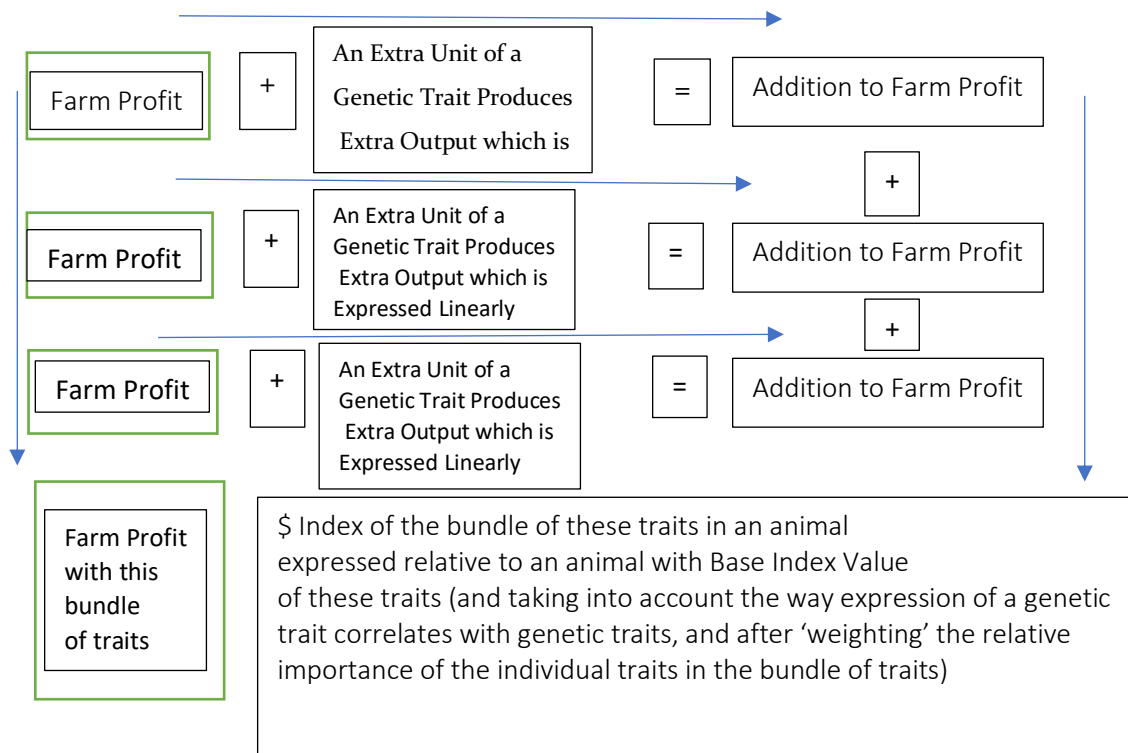 Farm Profit
+
An Extra Unit of a
Genetic Trait Produces
Extra Output which is
=
Addition to Farm Profit
+
Farm Profit
+
An Extra Unit of a
Genetic Trait Produces
Extra Output which is
Expressed Linearly
=
Addition to Farm Profit
+
Farm Profit
+
An Extra Unit of a
Genetic Trait Produces
Extra Output which is
Expressed Linearly
=
Addition to Farm Profit
Farm Profit
with this
bundle
of traits
$ Index of the bundle of these traits in an animal
expressed relative to an animal with Base Index Value
of these traits (and taking into account the way expression of a genetic
trait correlates with genetic traits, and after ‘weighting’ the relative
importance of the individual traits in the bundle of traits)